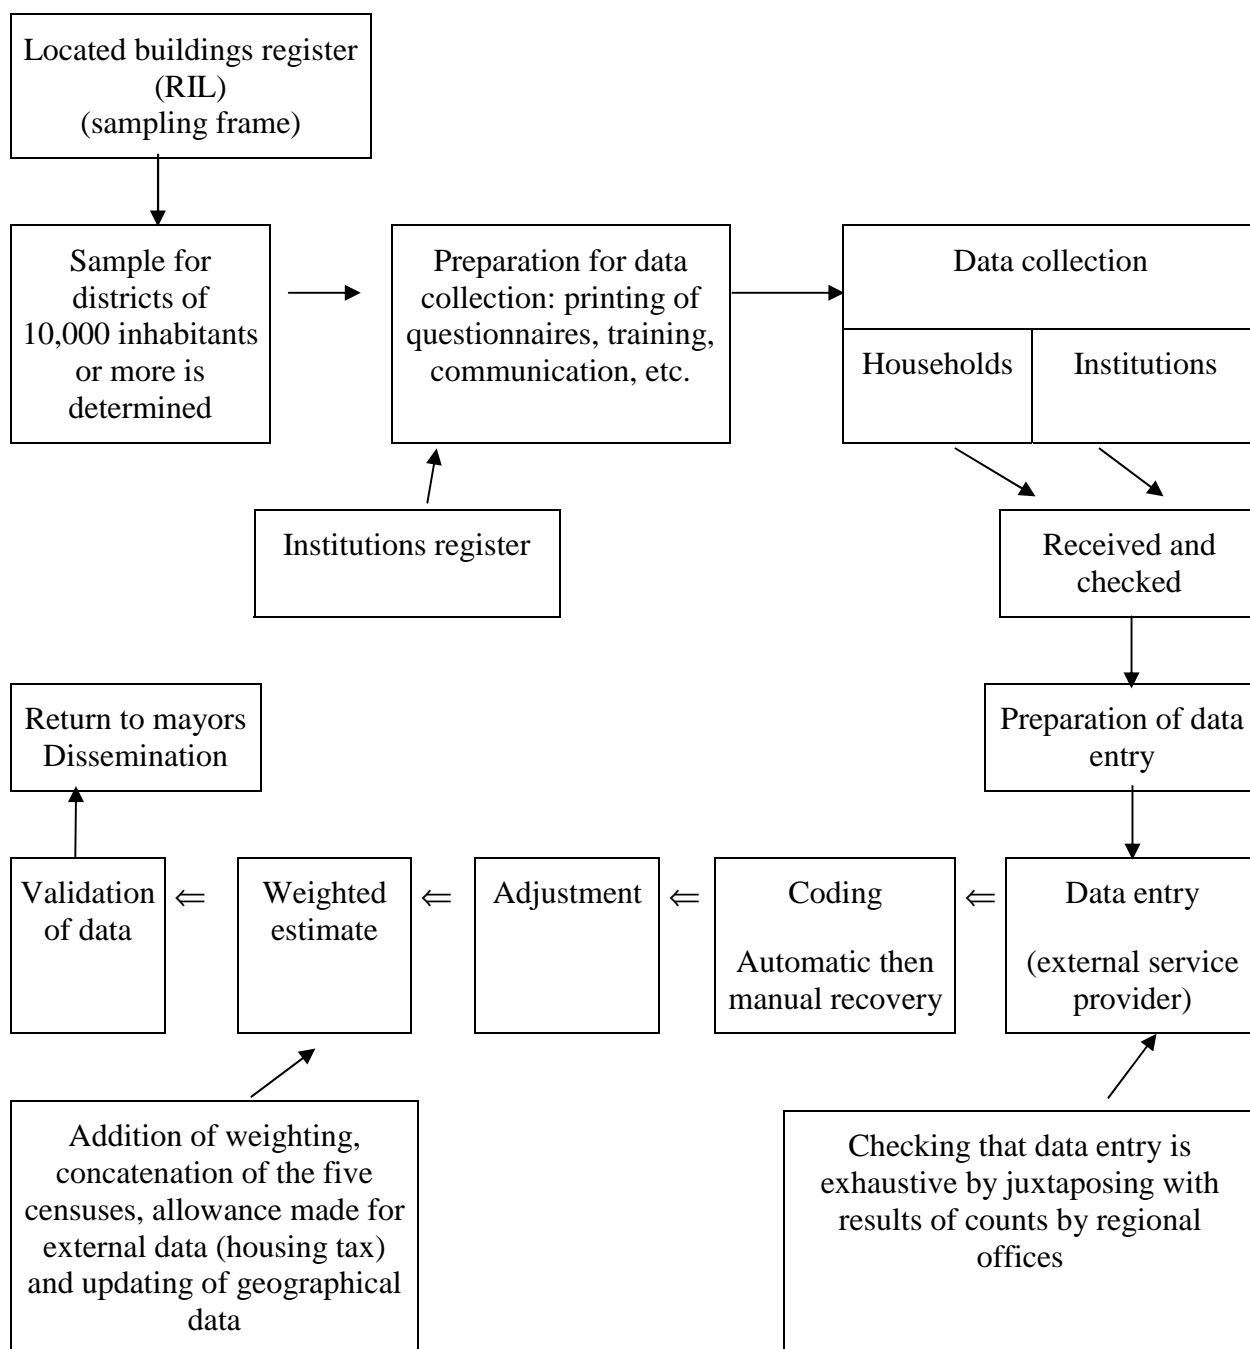 Located buildings register
(RIL)
(sampling frame)
Sample for
districts of
10,000 inhabitants
or more is
determined
Preparation for data
collection: printing of
questionnaires, training,
communication, etc.
Data collection
Households
Institutions
Institutions register
Received and
checked
Return to mayors
Dissemination
Preparation of data
entry
Validation
of data
⇐
Weighted
estimate
⇐
Adjustment
⇐
Coding
Automatic then
manual recovery
⇐
Data entry
(external service
provider)
Addition of weighting,
concatenation of the five
censuses, allowance made for
external data (housing tax)
and updating of geographical
data
Checking that data entry is
exhaustive by juxtaposing with
results of counts by regional
offices